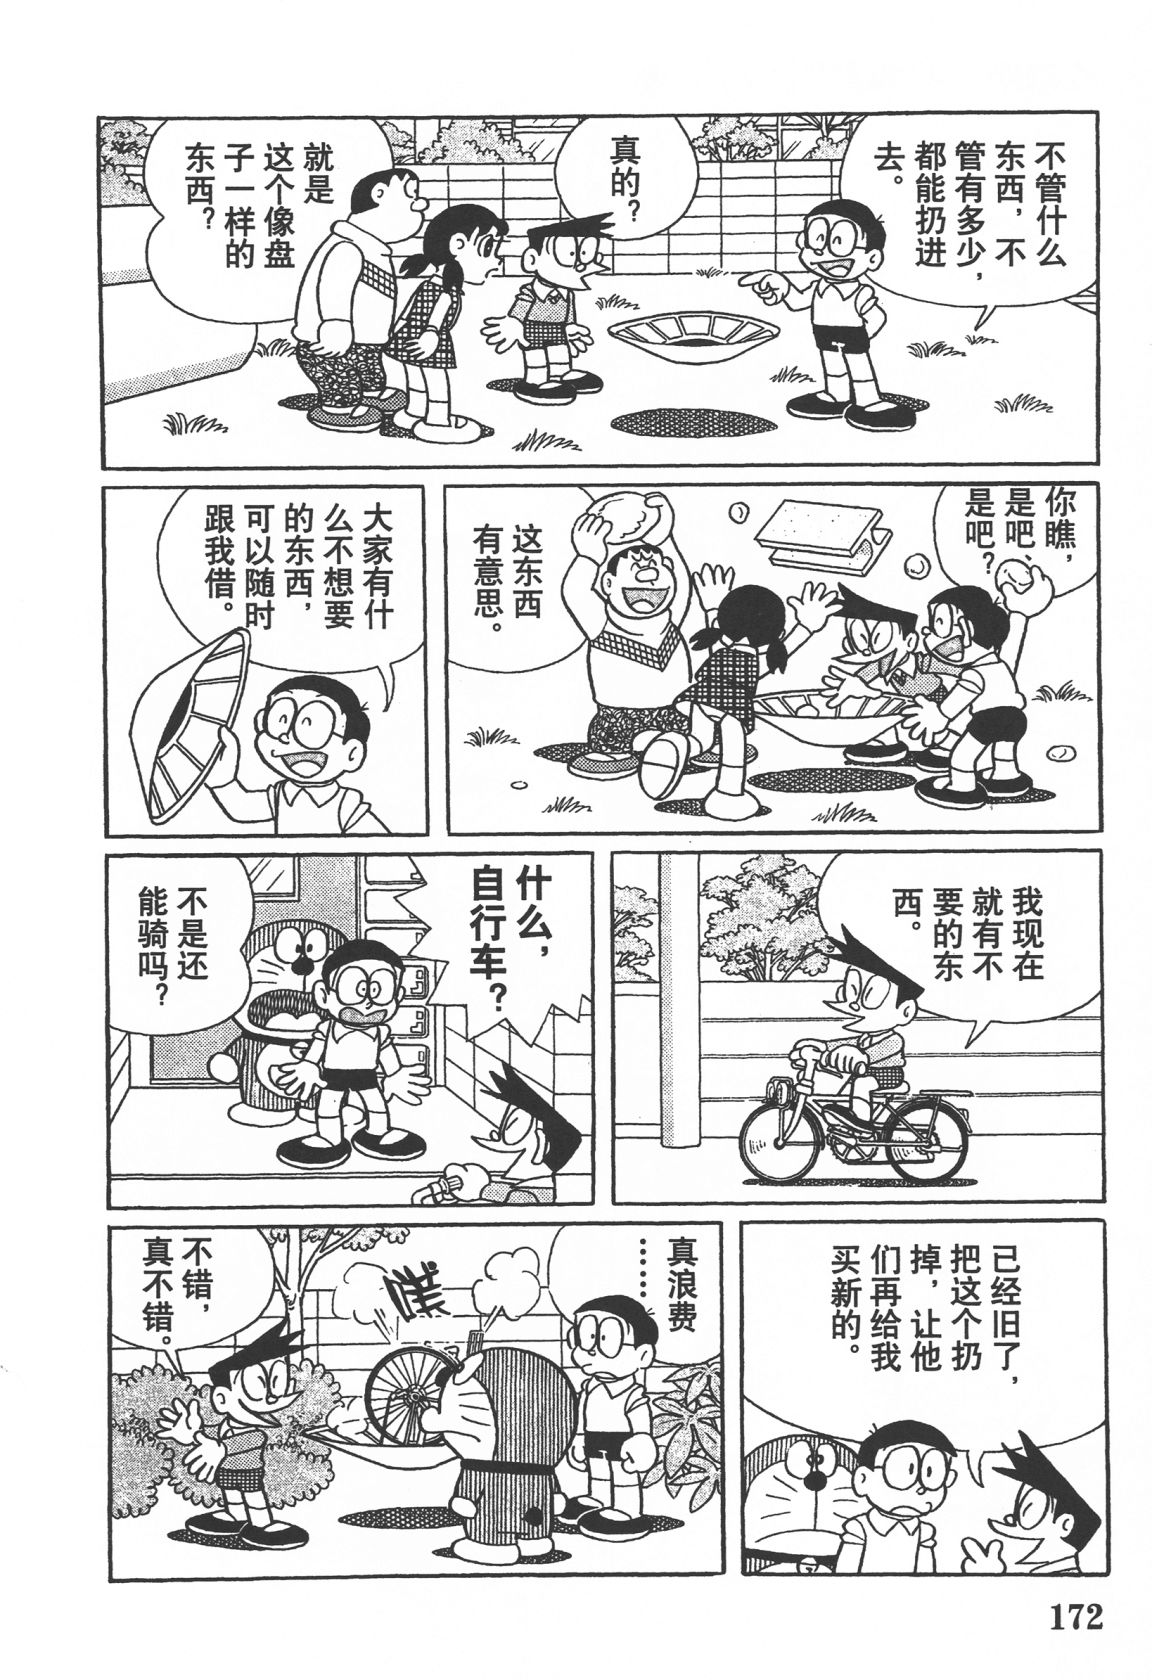 不管什么
东西，不
管有多少，
都能扔进
去。
真的？
就是
这个像盘
子一样的
东西？
你瞧，
是吧、
是吧？
这东西
有意思。
大家有什
么不想要
的东西，
可以随时
跟我借。
我现在
就有不
要的东
西。
什么，
自行车？
不是还
能骑吗？
已经旧了，
把这个扔
掉，让他
们再给我
买新的。
真浪费
……
不错，
真不错。
172